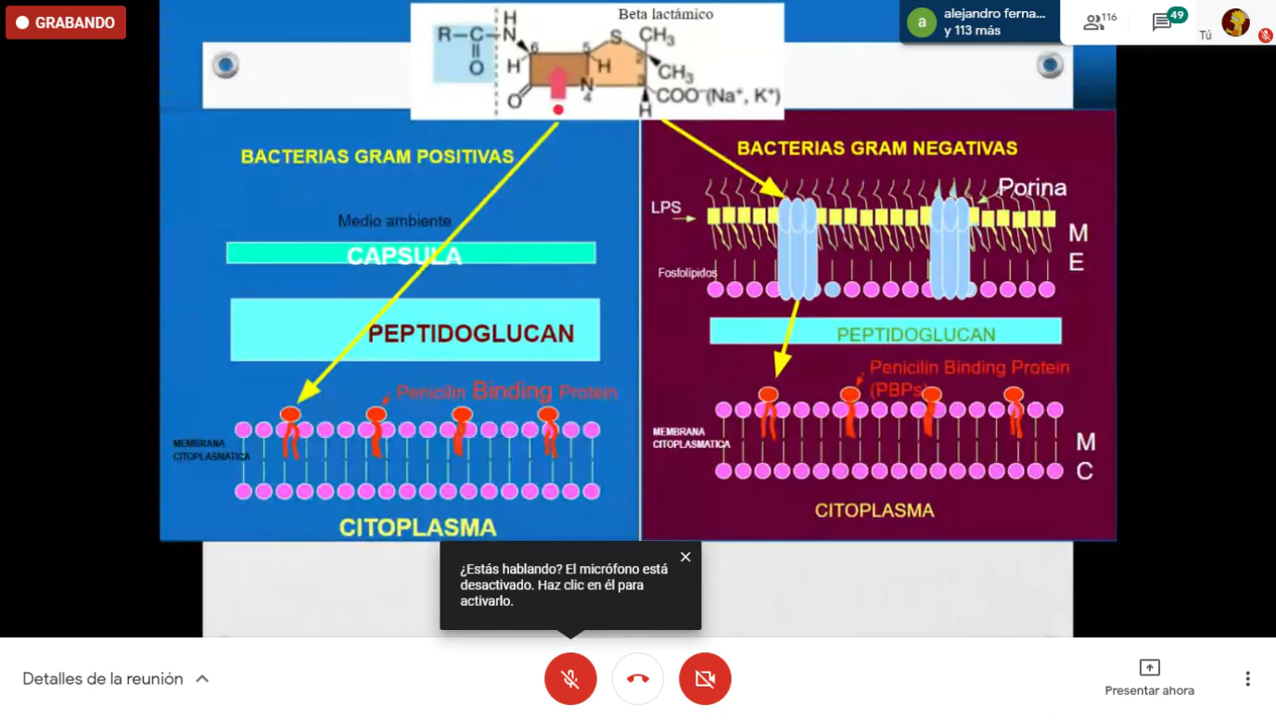 GRABANDO
Beta lactámico
H
R–C–N
O
6
5
S
CH₃
H
H
2
CH₃
N
4
3
COO⁻(Na⁺, K⁺)
O
H
alejandro ferna...
y 113 más
a
116
49
Tú
BACTERIAS GRAM POSITIVAS
Medio ambiente
CAPSULA
PEPTIDOGLUCAN
Penicilin Binding Protein
MEMBRANA
CITOPLASMATICA
CITOPLASMA
BACTERIAS GRAM NEGATIVAS
Porina
LPS
M
E
Fosfolípidos
PEPTIDOGLUCAN
Penicilin Binding Protein
(PBPs)
MEMBRANA
CITOPLASMATICA
M
C
CITOPLASMA
¿Estás hablando? El micrófono está
desactivado. Haz clic en él para
activarlo.
Detalles de la reunión
Presentar ahora